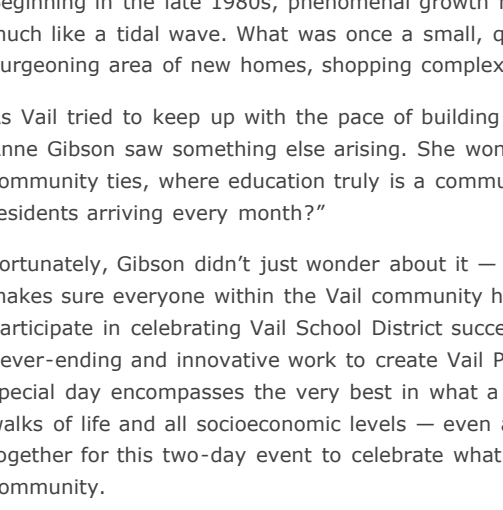 beginning in the late 1980s, phenomenal growth
much like a tidal wave. What was once a small,
burgeoning area of new homes, shopping complex
s Vail tried to keep up with the pace of building
Anne Gibson saw something else arising. She
community ties, where education truly is a
residents arriving every month?”
ortunately, Gibson didn’t just wonder about it —
makes sure everyone within the Vail community
participate in celebrating Vail School District
never-ending and innovative work to create Vail
special day encompasses the very best in what a
walks of life and all socioeconomic levels — even
together for this two-day event to celebrate what
community.